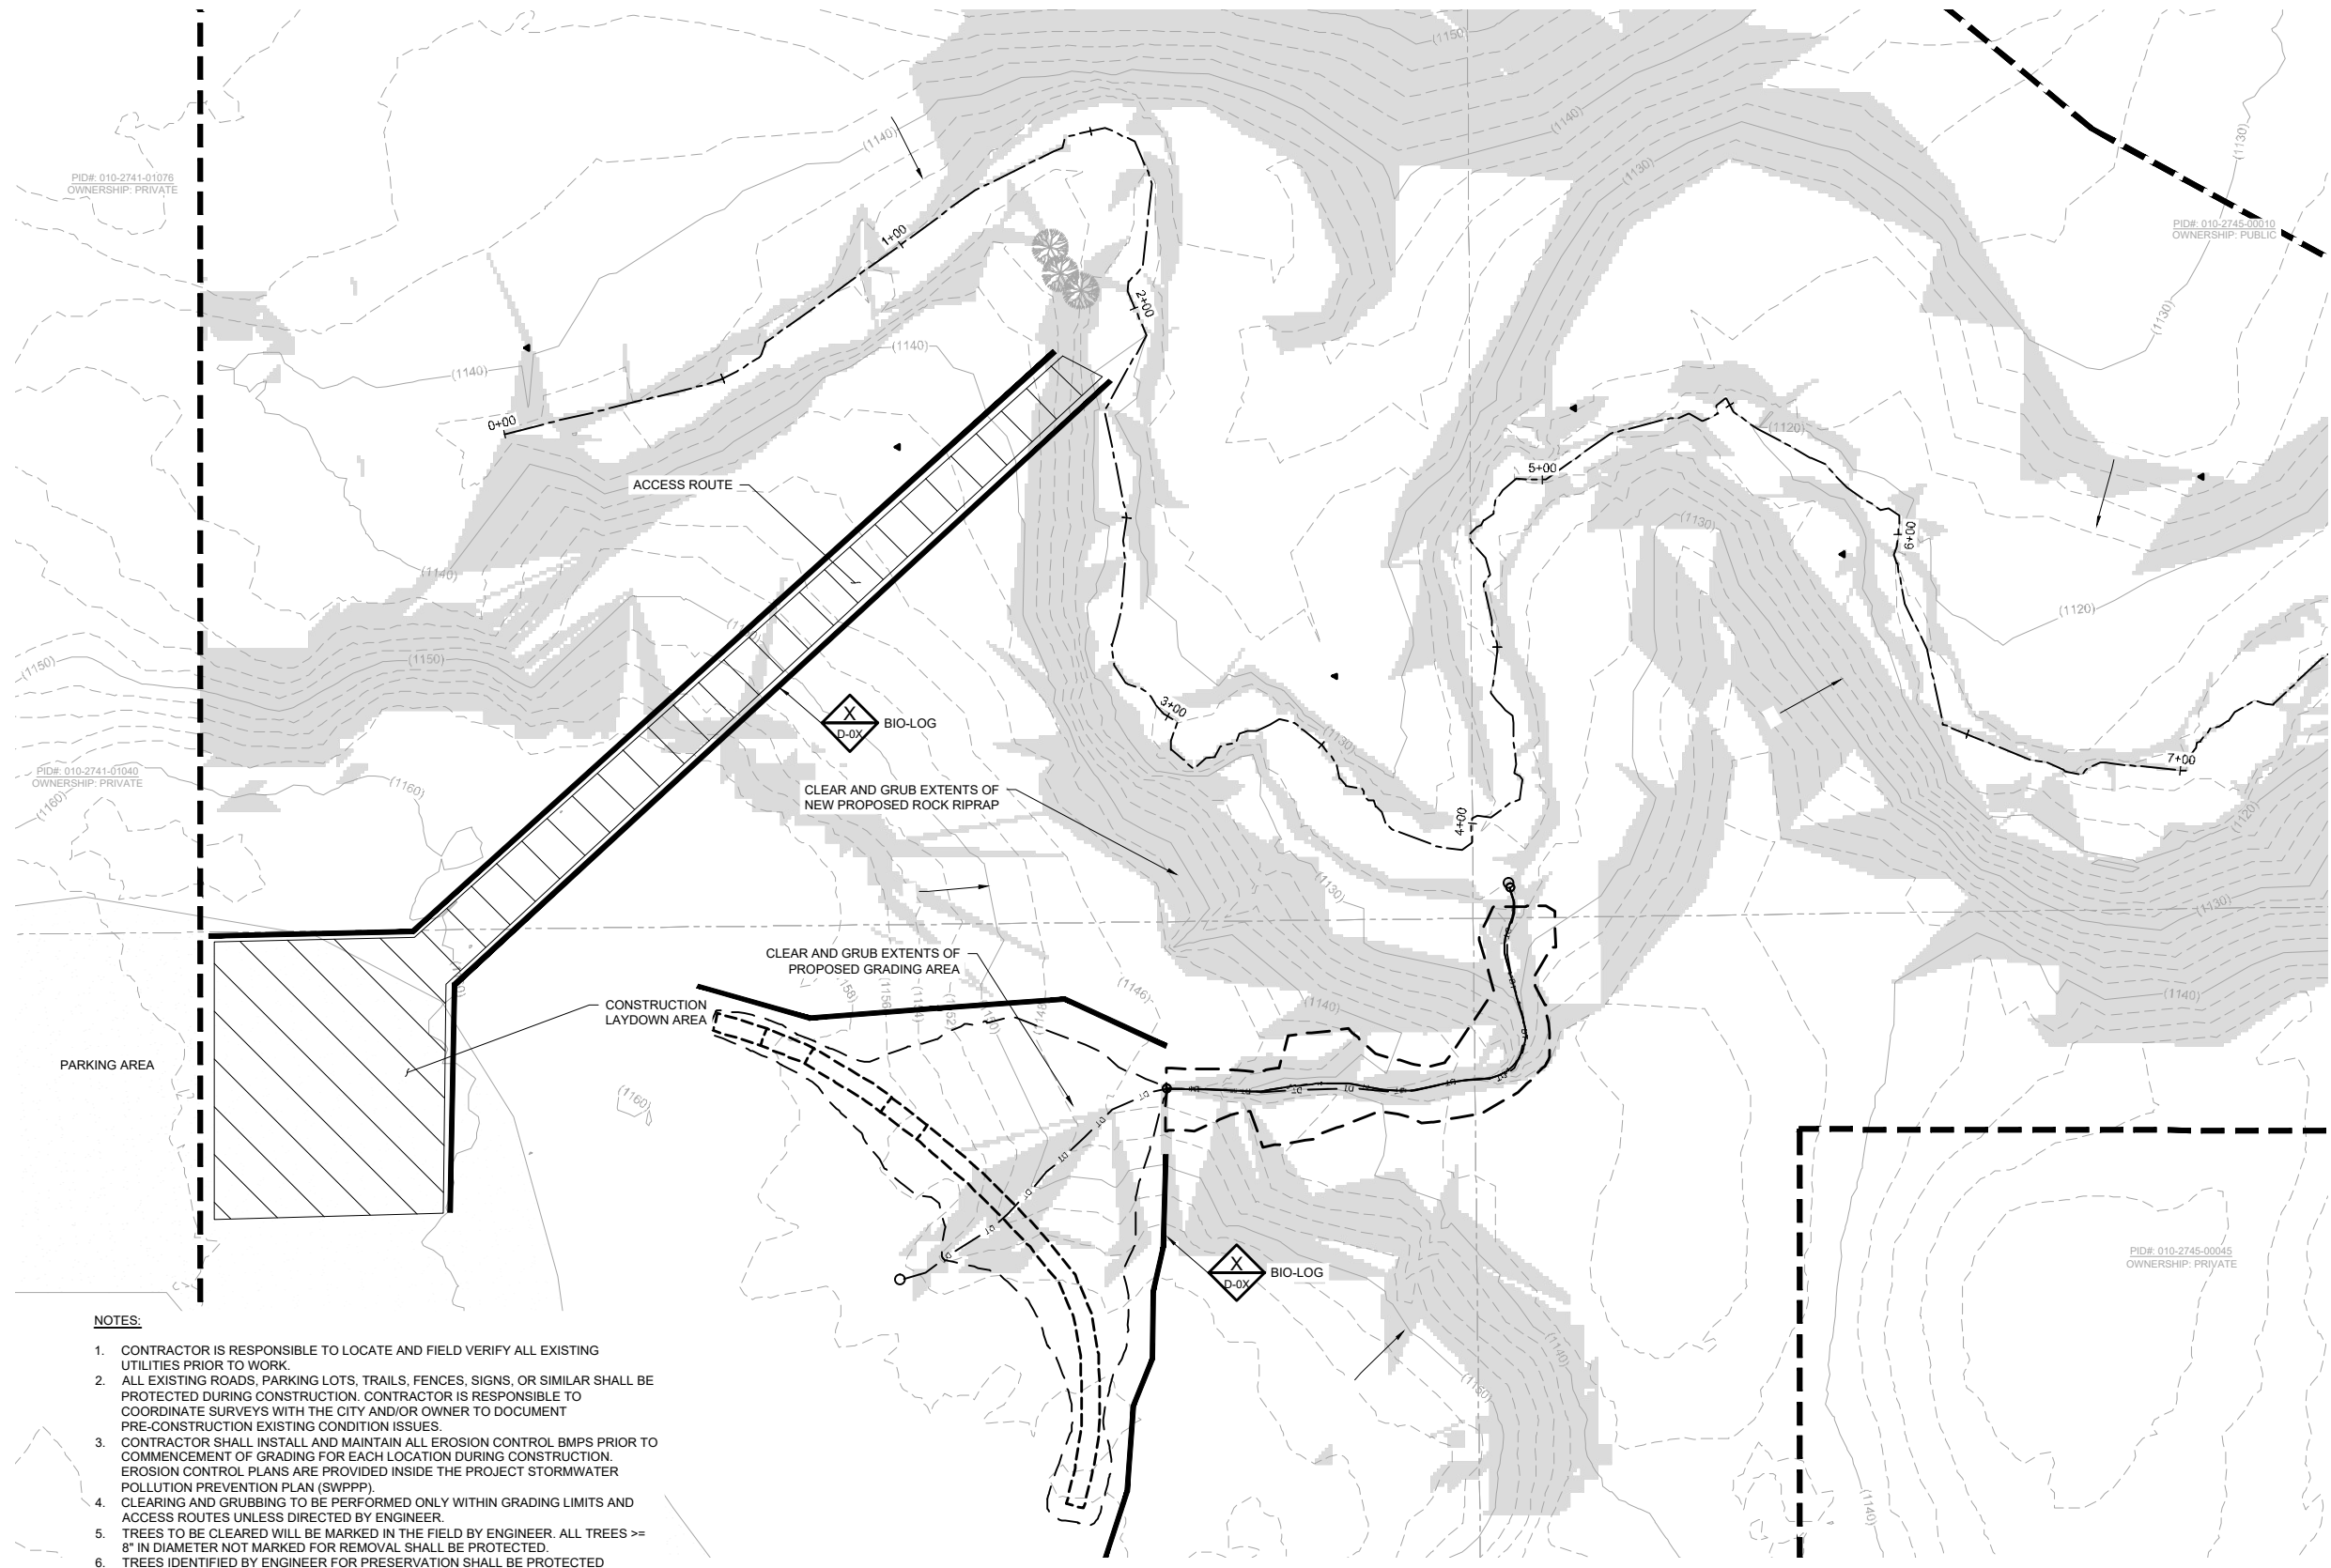 (1150)
(1140)
(1140)
(1130)
(1130)
PID#: 010-2741-01076
OWNERSHIP: PRIVATE
PID#: 010-2745-00010
OWNERSHIP: PUBLIC
1+00
2+00
(1130)
(1140)
(1140)
0+00
(1120)
ACCESS ROUTE
5+00
(1130)
6+00
(1140)
(1120)
(1150)
(1150)
3+00
X
D-0X
BIO-LOG
(1130)
7+00
PID#: 010-2741-01040
OWNERSHIP: PRIVATE
(1160)
(1160)
CLEAR AND GRUB EXTENTS OF
NEW PROPOSED ROCK RIPRAP
4+00
(1120)
(1130)
(1130)
CLEAR AND GRUB EXTENTS OF
PROPOSED GRADING AREA
(1146)
(1140)
(1140)
(1156)
(1154)
(1152)
(1150)
(1148)
CONSTRUCTION
LAYDOWN AREA
PARKING AREA
(1160)
PID#: 010-2745-00045
OWNERSHIP: PRIVATE
X
D-0X
BIO-LOG
(1140)
(1150)
(1140)
NOTES:
1. CONTRACTOR IS RESPONSIBLE TO LOCATE AND FIELD VERIFY ALL EXISTING
UTILITIES PRIOR TO WORK.
2. ALL EXISTING ROADS, PARKING LOTS, TRAILS, FENCES, SIGNS, OR SIMILAR SHALL BE
PROTECTED DURING CONSTRUCTION. CONTRACTOR IS RESPONSIBLE TO
COORDINATE SURVEYS WITH THE CITY AND/OR OWNER TO DOCUMENT
PRE-CONSTRUCTION EXISTING CONDITION ISSUES.
3. CONTRACTOR SHALL INSTALL AND MAINTAIN ALL EROSION CONTROL BMPS PRIOR TO
COMMENCEMENT OF GRADING FOR EACH LOCATION DURING CONSTRUCTION.
EROSION CONTROL PLANS ARE PROVIDED INSIDE THE PROJECT STORMWATER
POLLUTION PREVENTION PLAN (SWPPP).
4. CLEARING AND GRUBBING TO BE PERFORMED ONLY WITHIN GRADING LIMITS AND
ACCESS ROUTES UNLESS DIRECTED BY ENGINEER.
5. TREES TO BE CLEARED WILL BE MARKED IN THE FIELD BY ENGINEER. ALL TREES >=
8" IN DIAMETER NOT MARKED FOR REMOVAL SHALL BE PROTECTED.
6. TREES IDENTIFIED BY ENGINEER FOR PRESERVATION SHALL BE PROTECTED